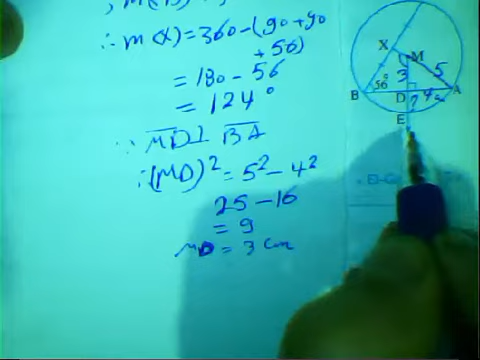 ∴ m(X) = 360 - (90 + 90
+ 56)
= 180 - 56
= 124°
∵ MD ⊥ BA
∴ (MD)² = 5² - 4²
25 - 16
= 9
MD = 3 cm
X
M
3
5
56°
B
D
4
A
E